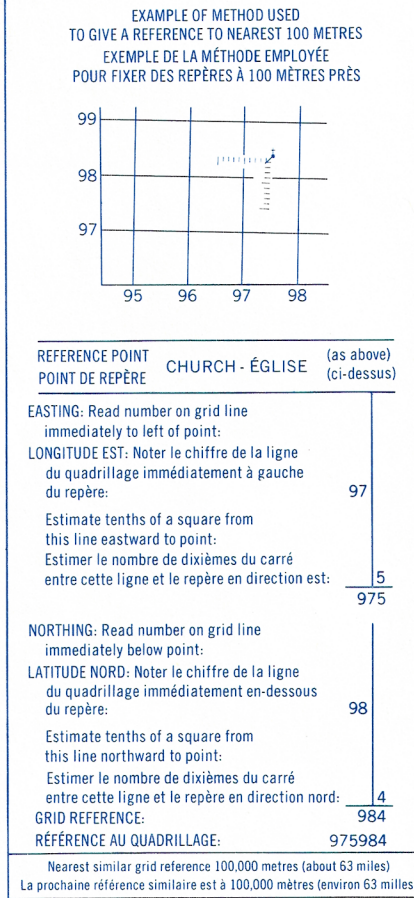 EXAMPLE OF METHOD USED
TO GIVE A REFERENCE TO NEAREST 100 METRES
EXEMPLE DE LA MÉTHODE EMPLOYÉE
POUR FIXER DES REPÈRES À 100 MÈTRES PRÈS
99
98
97
95 96 97 98
REFERENCE POINT
POINT DE REPÈRE
CHURCH - ÉGLISE
(as above)
(ci-dessus)
EASTING: Read number on grid line
immediately to left of point:
LONGITUDE EST: Noter le chiffre de la ligne
du quadrillage immédiatement à gauche
du repère: 97
Estimate tenths of a square from
this line eastward to point:
Estimer le nombre de dixièmes du carré
entre cette ligne et le repère en direction est: 5
975
NORTHING: Read number on grid line
immediately below point:
LATITUDE NORD: Noter le chiffre de la ligne
du quadrillage immédiatement en-dessous
du repère: 98
Estimate tenths of a square from
this line northward to point:
Estimer le nombre de dixièmes du carré
entre cette ligne et le repère en direction nord: 4
GRID REFERENCE: 984
RÉFÉRENCE AU QUADRILLAGE: 975984
Nearest similar grid reference 100,000 metres (about 63 miles)
La prochaine référence similaire est à 100,000 mètres (environ 63 milles